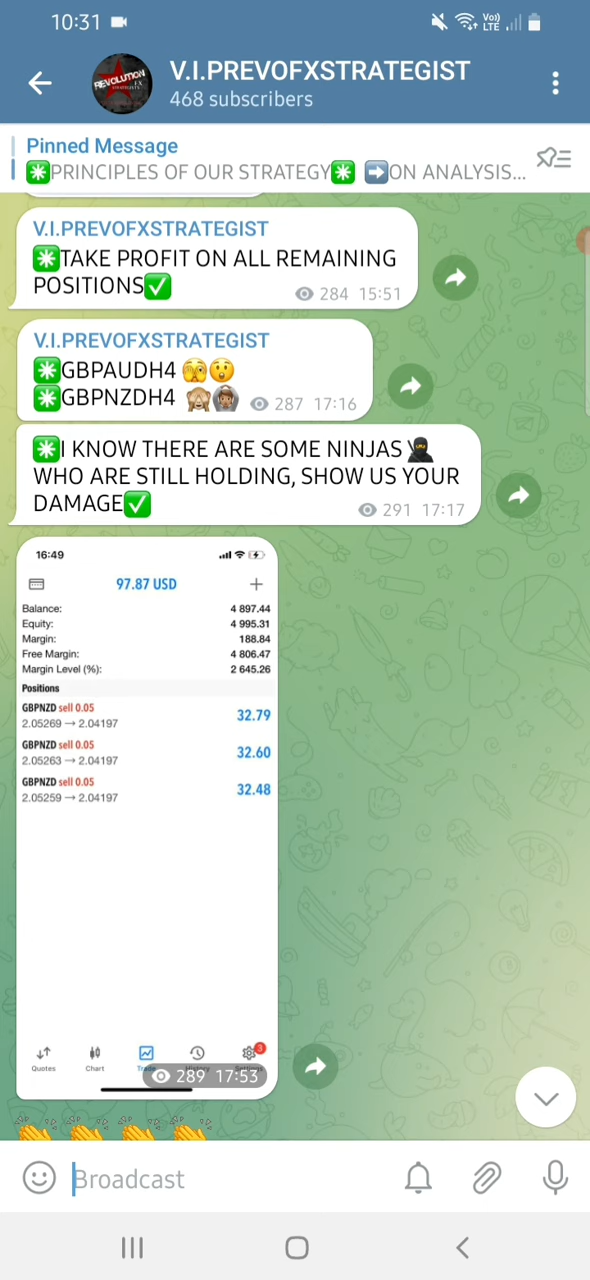 10:31
Vo))
LTE
REVOLUTION
FX
V.I.PREVOFXSTRATEGIST
468 subscribers
Pinned Message
✳️PRINCIPLES OF OUR STRATEGY✳️ ➡️ON ANALYSIS...
V.I.PREVOFXSTRATEGIST
✳️TAKE PROFIT ON ALL REMAINING
POSITIONS✅
284 15:51
V.I.PREVOFXSTRATEGIST
✳️GBPAUDH4 🫣😲
✳️GBPNZDH4 🙈
287 17:16
✳️I KNOW THERE ARE SOME NINJAS🥷
WHO ARE STILL HOLDING, SHOW US YOUR
DAMAGE✅
291 17:17
16:49
97.87 USD
Balance: 4 897.44
Equity: 4 995.31
Margin: 188.84
Free Margin: 4 806.47
Margin Level (%): 2 645.26
Positions
GBPNZD sell 0.05
2.05269 → 2.04197
32.79
GBPNZD sell 0.05
2.05263 → 2.04197
32.60
GBPNZD sell 0.05
2.05259 → 2.04197
32.48
3
Quotes
Chart
289 17:53
👏👏👏👏
Broadcast